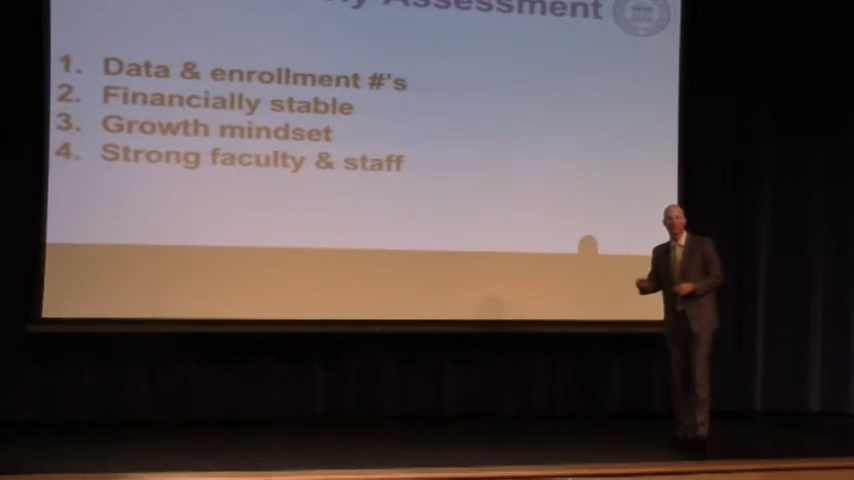 Assessment
1. Data & enrollment #'s
2. Financially stable
3. Growth mindset
4. Strong faculty & staff